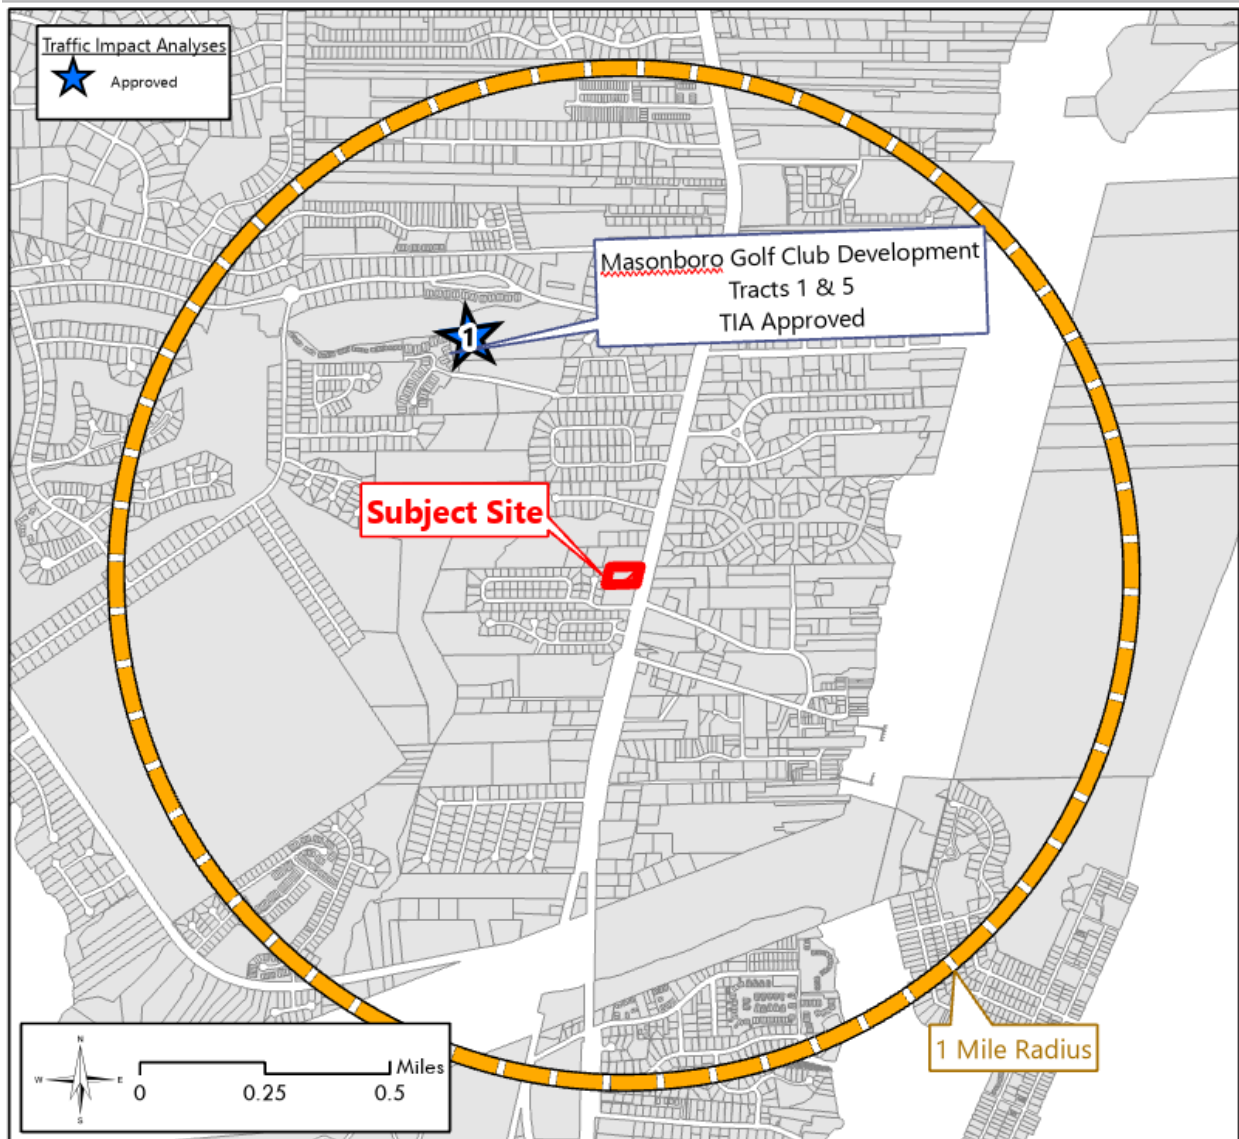 Traffic Impact Analyses
Approved
Masonboro Golf Club Development
Tracts 1 & 5
TIA Approved
1
Subject Site
1 Mile Radius
N
W
E
S
Miles
0
0.25
0.5